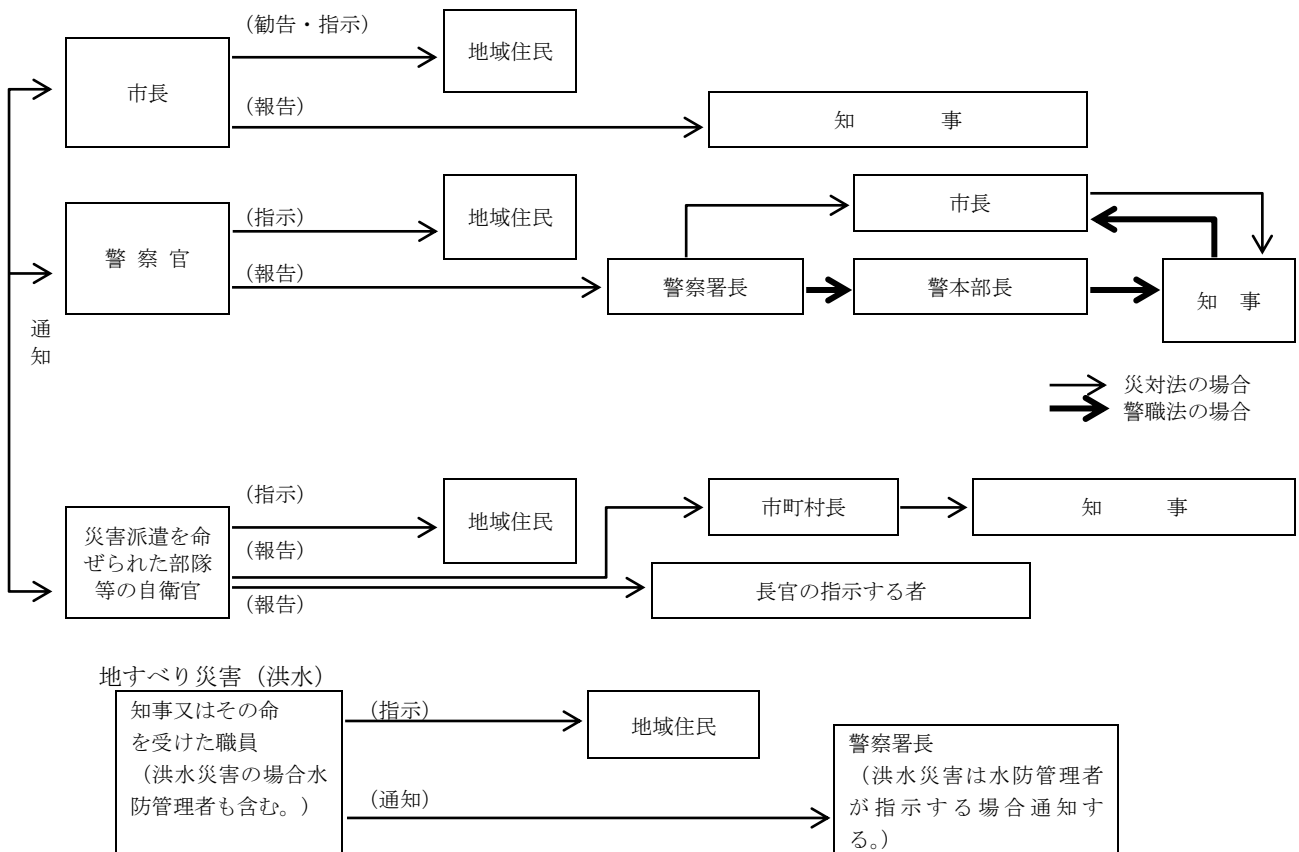 (勧告・指示)
地域住民
市長
(報告)
知 事
(指示)
地域住民
市長
警察官
(報告)
警察署長
警本部長
知 事
通
知
災対法の場合
警職法の場合
(指示)
地域住民
市町村長
知 事
災害派遣を命
ぜられた部隊
等の自衛官
(報告)
(報告)
長官の指示する者
地すべり災害(洪水)
知事又はその命
を受けた職員
(洪水災害の場合水
防管理者も含む。)
(指示)
地域住民
(通知)
警察署長
(洪水災害は水防管理者
が指示する場合通知す
る。)